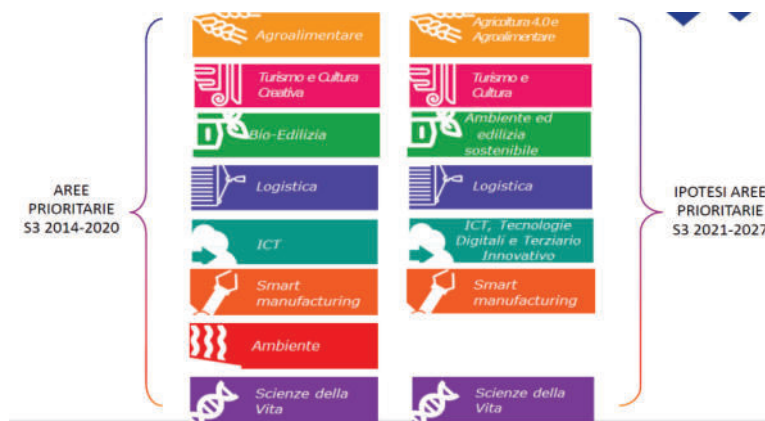 AREE
PRIORITARIE
S3 2014-2020
Agroalimentare
Turismo e Cultura
Creativa
Bio-Edilizia
Logistica
ICT
Smart
manufacturing
Ambiente
Scienze della
Vita
Agricoltura 4.0 e
Agroalimentare
Turismo e
Cultura
Ambiente ed
edilizia
sostenibile
Logistica
ICT, Tecnologie
Digitali e Terziario
Innovativo
Smart
manufacturing
Scienze della
Vita
IPOTESI AREE
PRIORITARIE
S3 2021-2027